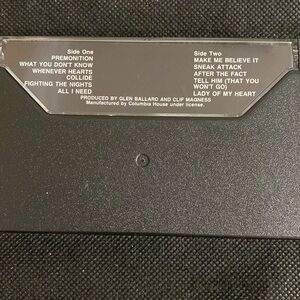 Side One
PREMONITION
WHAT YOU DON'T KNOW
WHENEVER HEARTS
COLLIDE
FIGHTING THE NIGHTS
ALL I NEED
Side Two
MAKE ME BELIEVE IT
SNEAK ATTACK
AFTER THE FACT
TELL HIM (THAT YOU
WON'T GO)
LADY OF MY HEART
PRODUCED BY GLEN BALLARD AND CLIF MAGNESS
Manufactured by Columbia House under license.